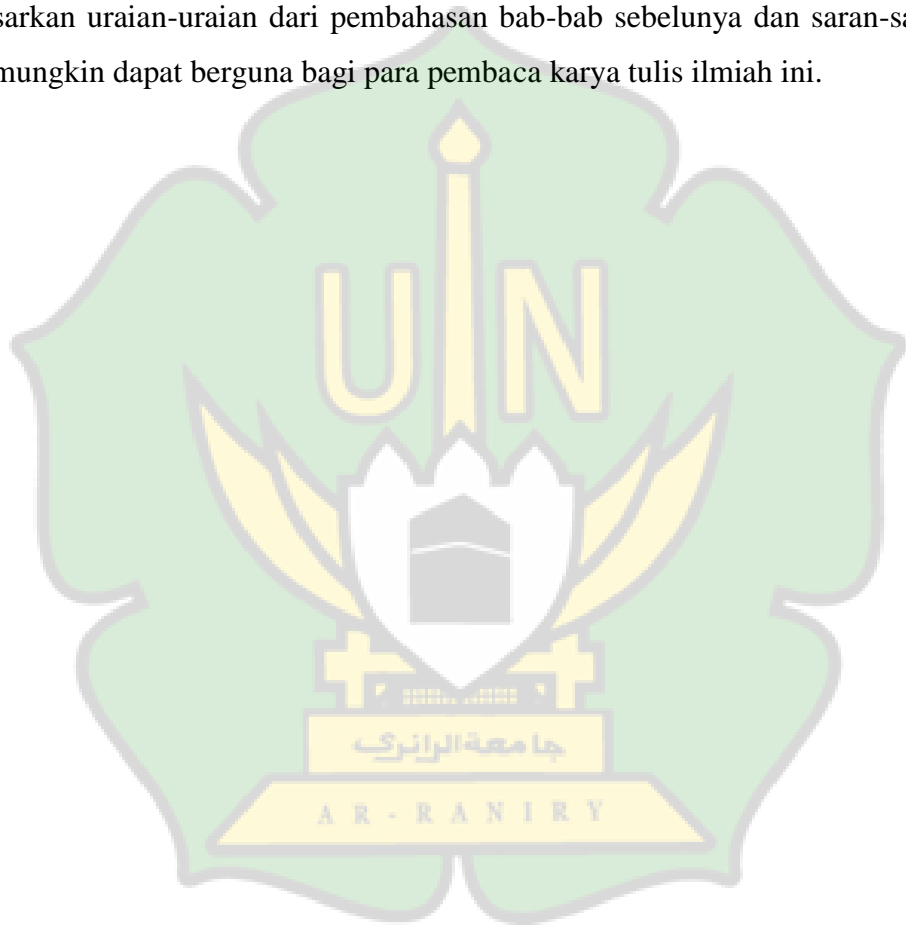 sarkan uraian-uraian dari pembahasan bab-bab sebelunya dan saran-sa
mungkin dapat berguna bagi para pembaca karya tulis ilmiah ini.
UIN
جامعة الرانري
AR-RANIRY